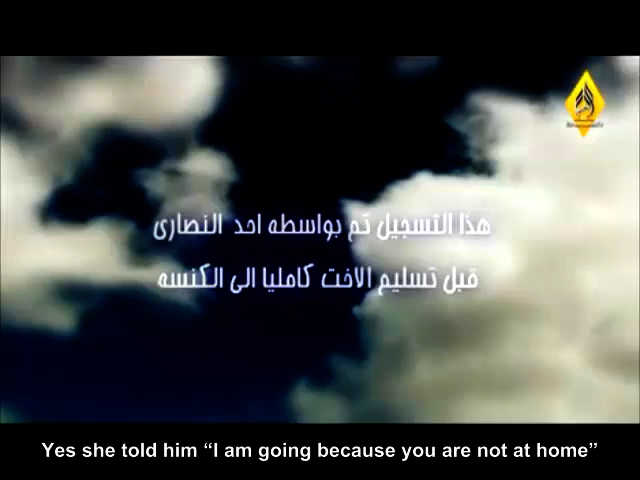 هذا التسجيل تم بواسطه احد النصارى
قبل تسليم الاخت كامليا الى الكنسه
Yes she told him “I am going because you are not at home”